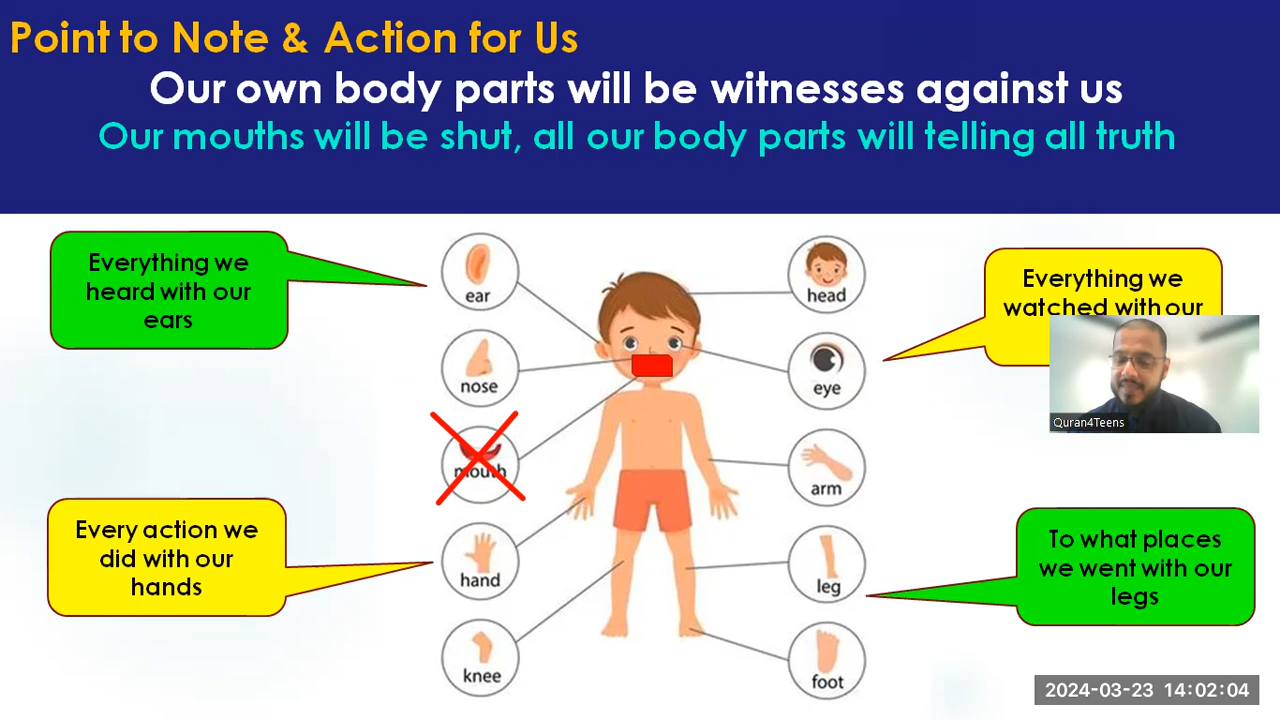 Point to Note & Action for Us
Our own body parts will be witnesses against us
Our mouths will be shut, all our body parts will telling all truth
Everything we
heard with our
ears
ear
head
Everything we
watched with our
nose
eye
Quran4Teens
mouth
arm
Every action we
did with our
hands
hand
leg
To what places
we went with our
legs
knee
foot
2024-03-23 14:02:04